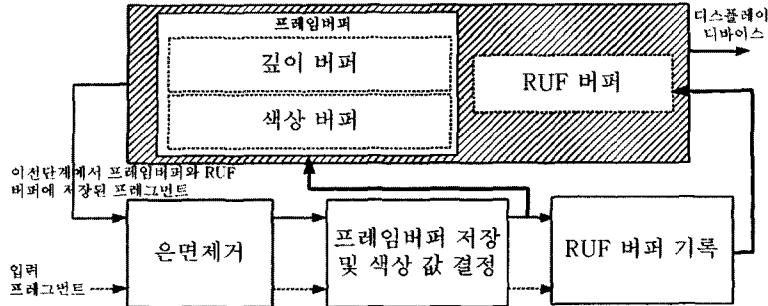 프레임버퍼
깊이 버퍼
색상 버퍼
RUF 버퍼
디스플레이
디바이스
이전단계에서 프레임버퍼와 RUF
버퍼에 저장된 프래그먼트
은면제거
프레임버퍼 저장
및 색상 값 결정
RUF 버퍼 기록
입력
프래그먼트